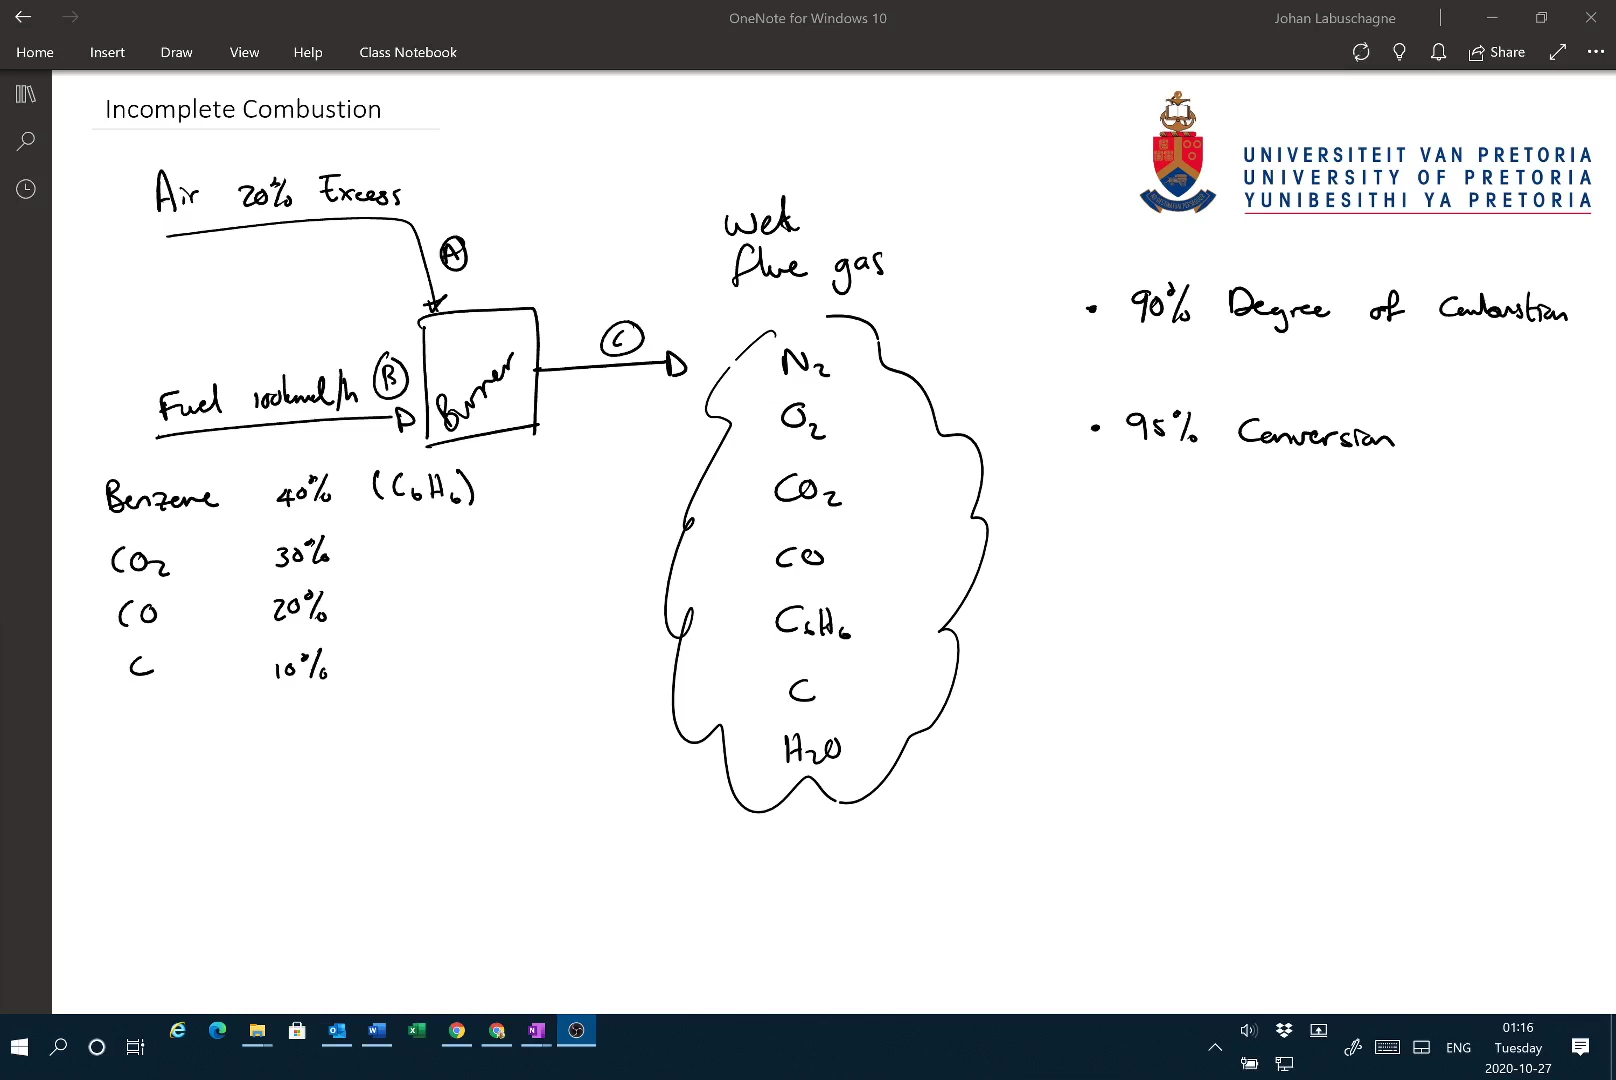 OneNote for Windows 10
Johan Labuschagne
Home Insert Draw View Help Class Notebook
Share
Incomplete Combustion
UNIVERSITEIT VAN PRETORIA
UNIVERSITY OF PRETORIA
YUNIBESITHI YA PRETORIA
Air 20% Excess
A
Fuel 100kmol/h B
Burner
C
Benzene 40% (C6H6)
CO2 30%
CO 20%
C 10%
Wet
flue gas
N2
O2
CO2
CO
C6H6
C
H2O
• 90% Degree of Combustion
• 95% Conversion
01:16
ENG Tuesday
2020-10-27